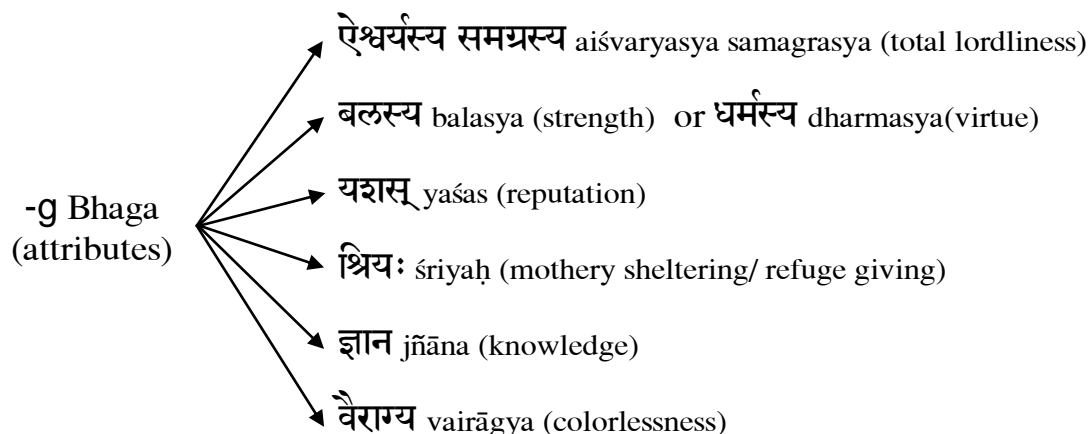 ऐश्वर्यस्य समग्रस्य aiśvaryasya samagrasya (total lordliness)
बलस्य balasya (strength) or धर्मस्य dharmasya(virtue)
यशस् yaśas (reputation)
-g Bhaga
(attributes)
श्रियः śriyaḥ (mothery sheltering/ refuge giving)
ज्ञान jñāna (knowledge)
वैराग्य vairāgya (colorlessness)